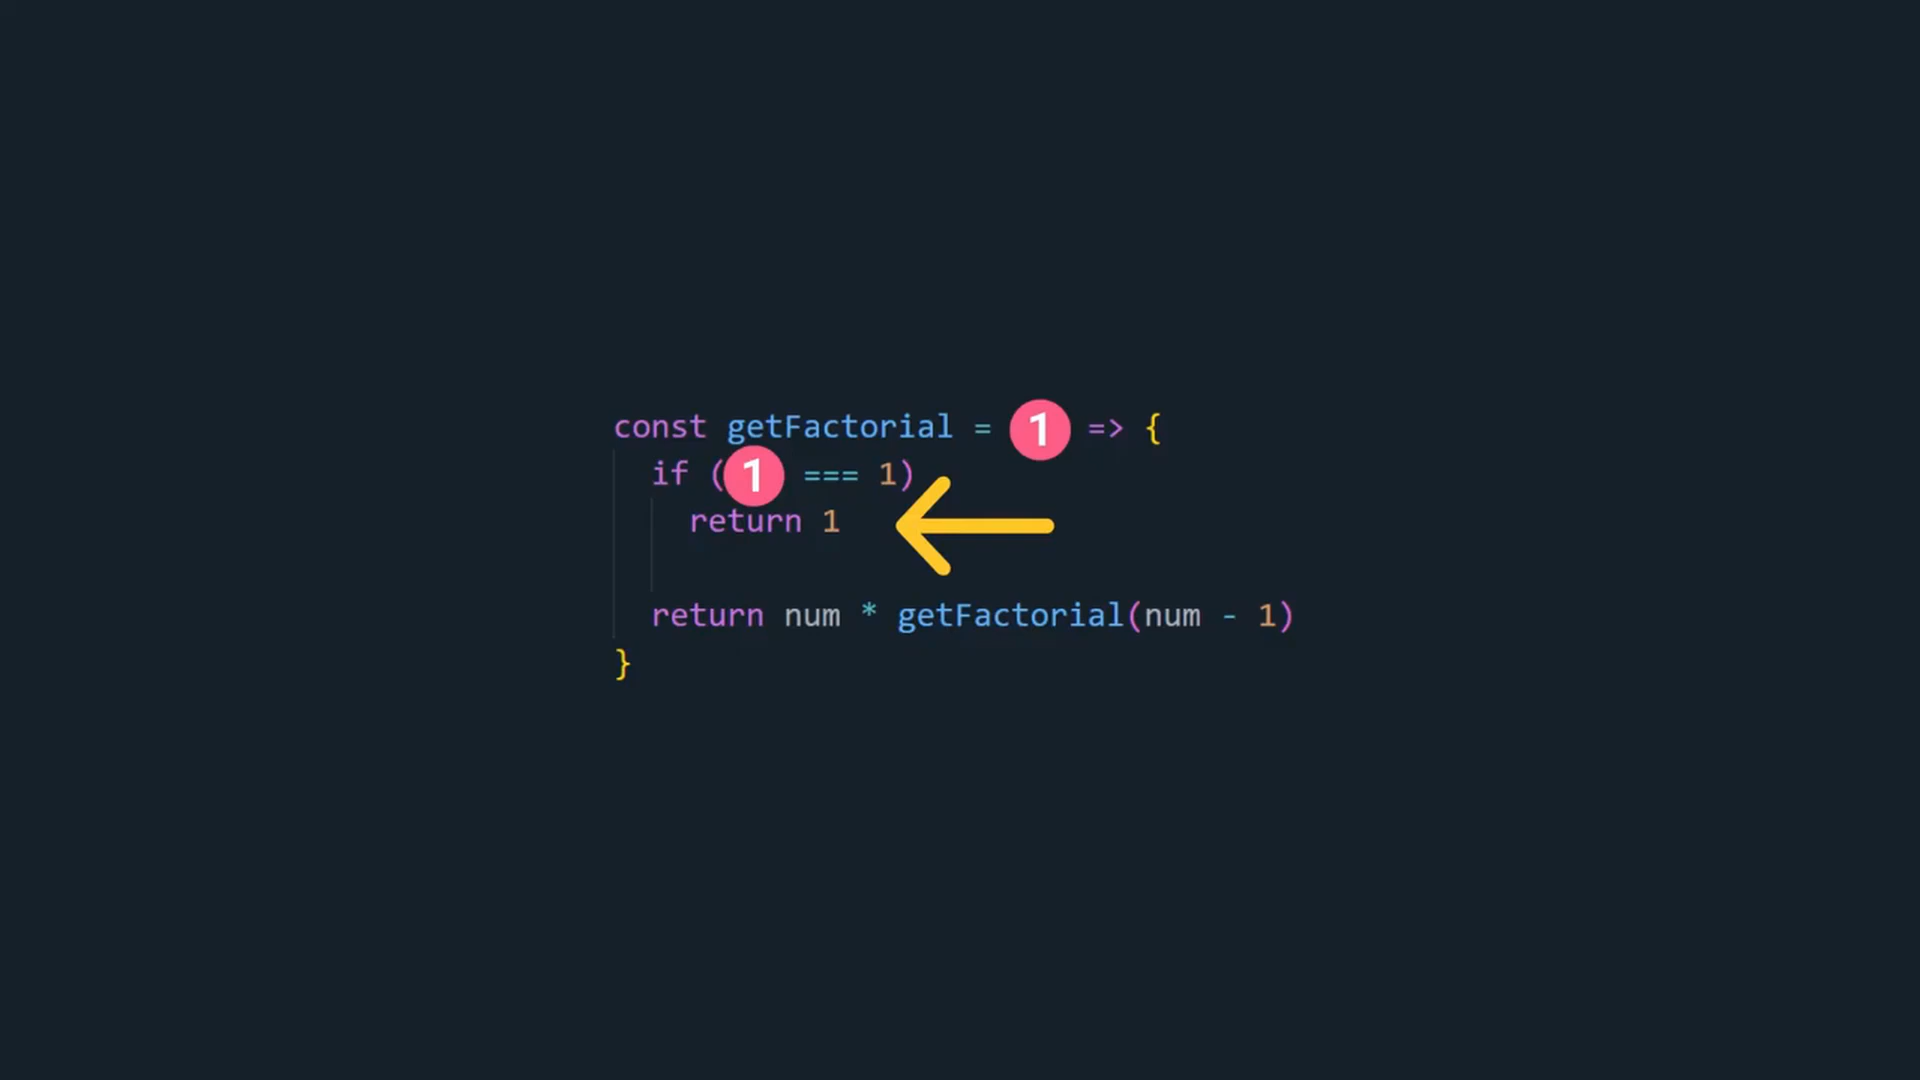 const getFactorial = 1 => {
if (1 === 1)
return 1
return num * getFactorial(num - 1)
}